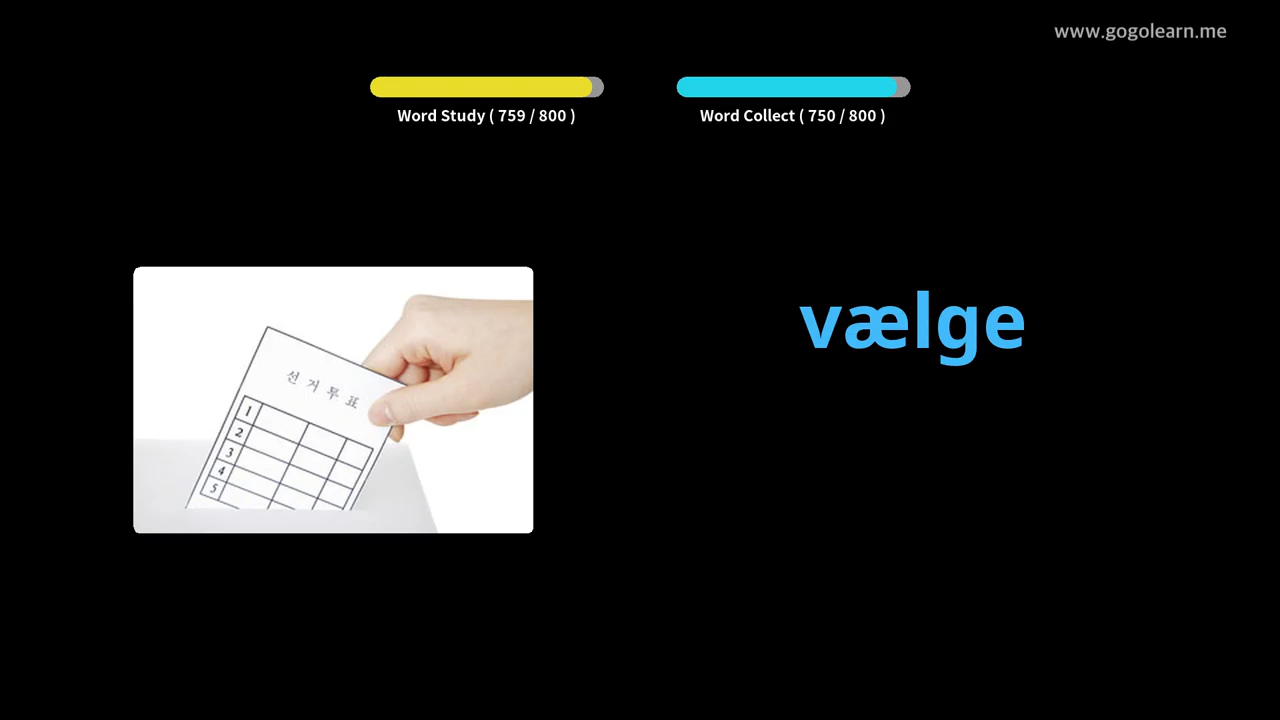 www.gogolearn.me
Word Study ( 759 / 800 )
Word Collect ( 750 / 800 )
vælge
선거투표
1
2
3
4
5